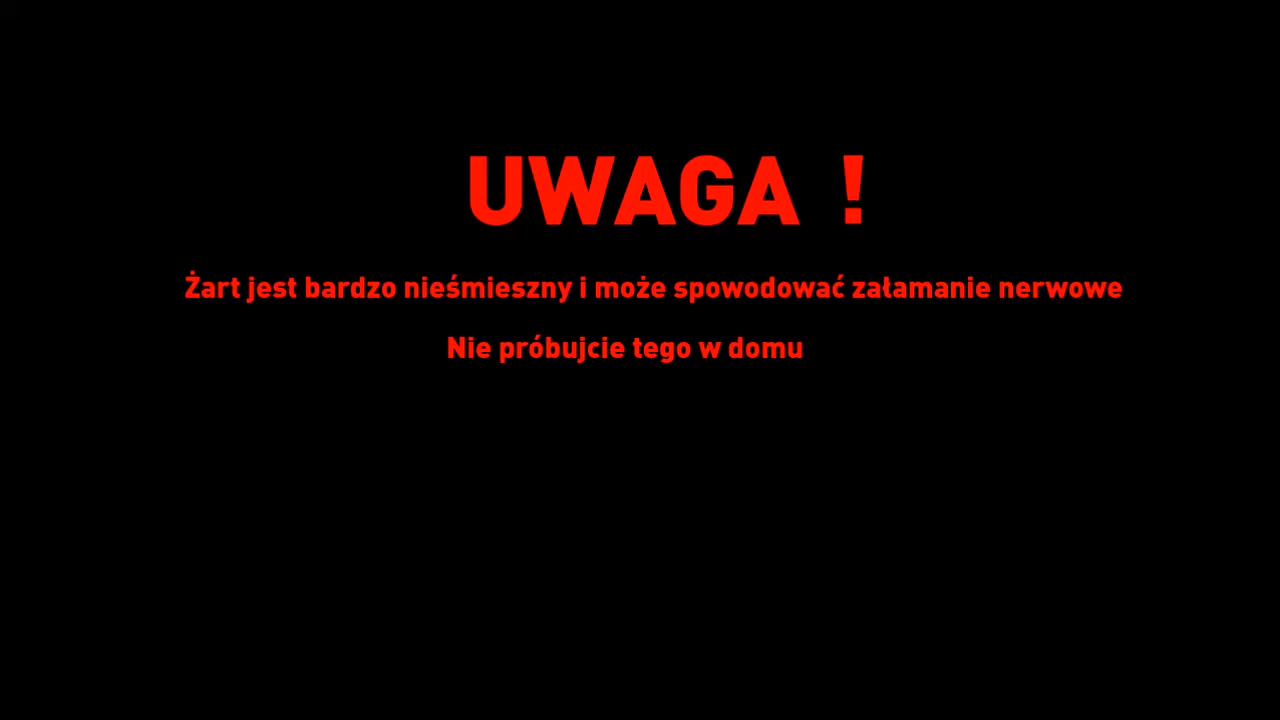 UWAGA !
Żart jest bardzo nieśmieszny i może spowodować załamanie nerwowe
Nie próbujcie tego w domu